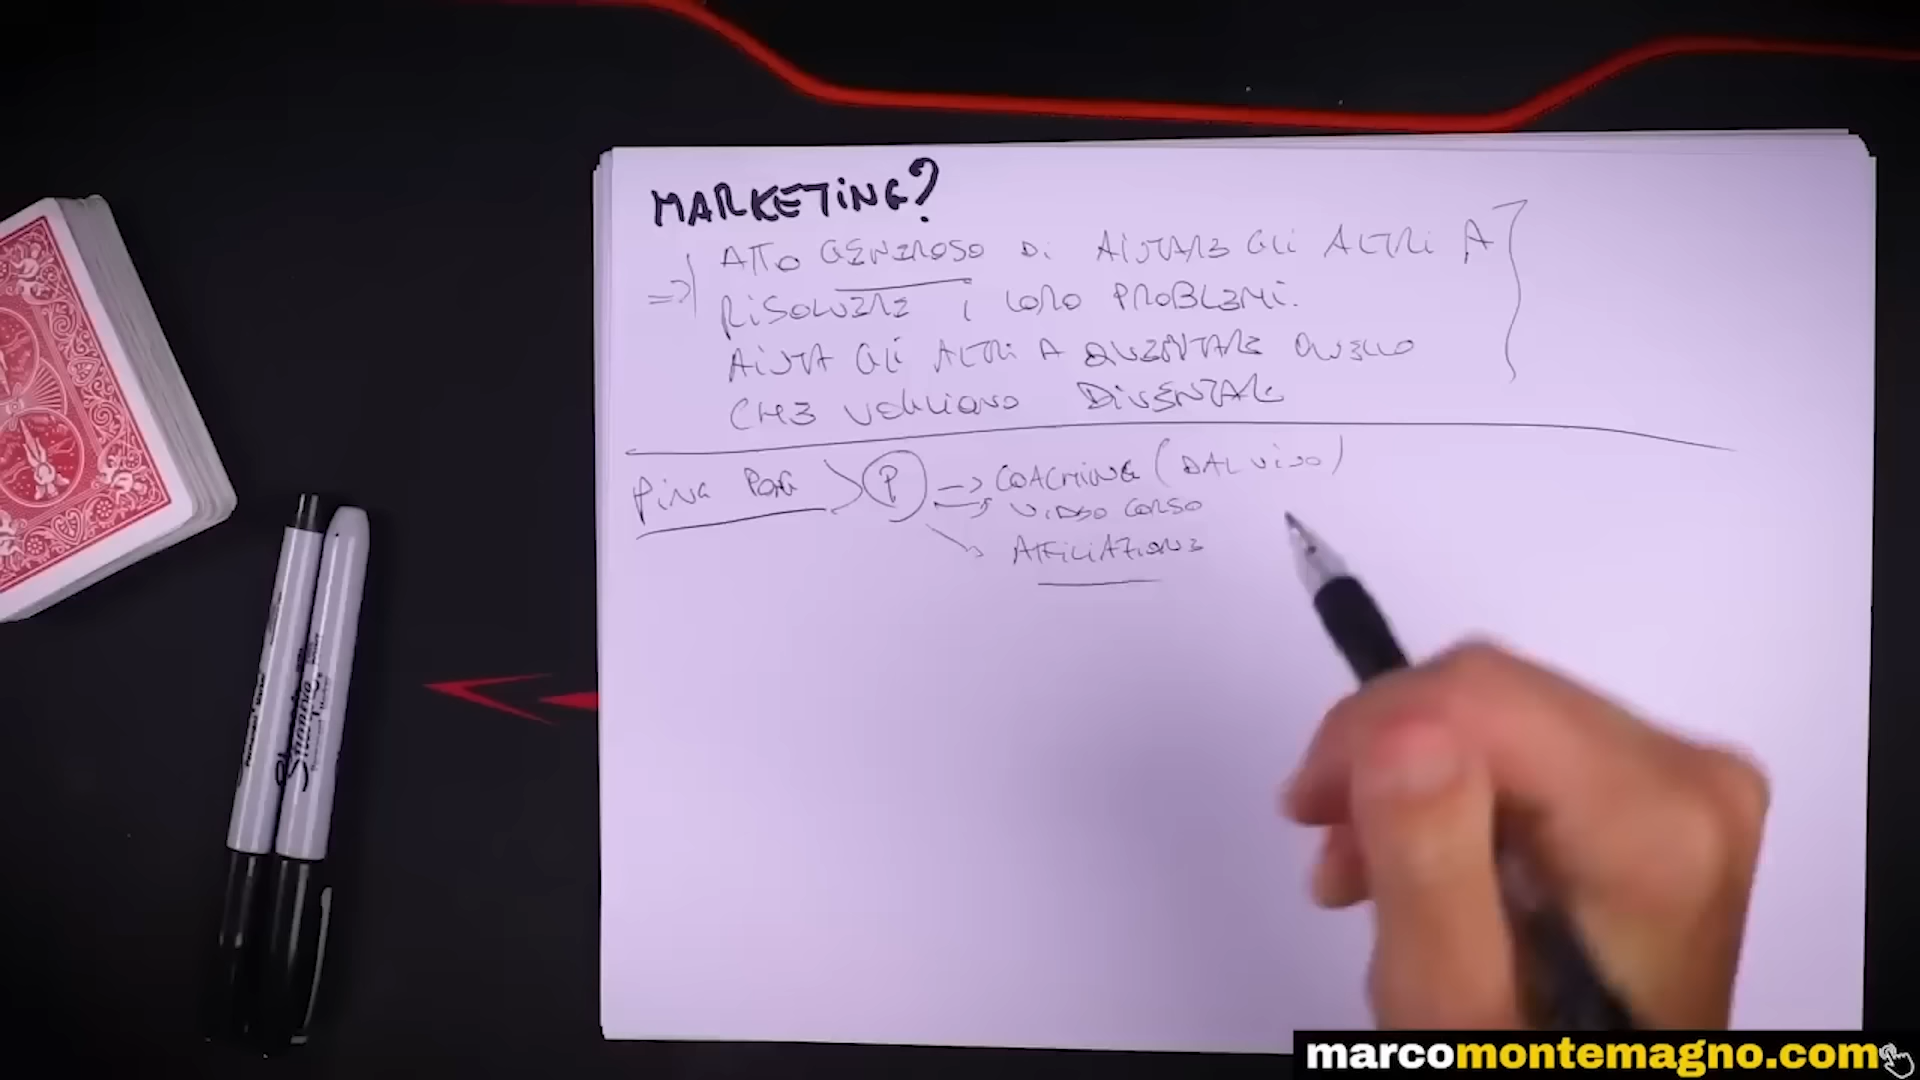 MARKETING?
=> ATTO GENEROSO DI AIUTARE GLI ALTRI A
RISOLVERE I LORO PROBLEMI.
AIUTA GLI ALTRI A DIVENTARE QUELLO
CHE VOGLIONO DIVENTARE
PING PONG P -> COACHING (DAL VIVO)
-> VIDEO CORSO
-> AFFILIAZIONE
Sharpie
marcomontemagno.com